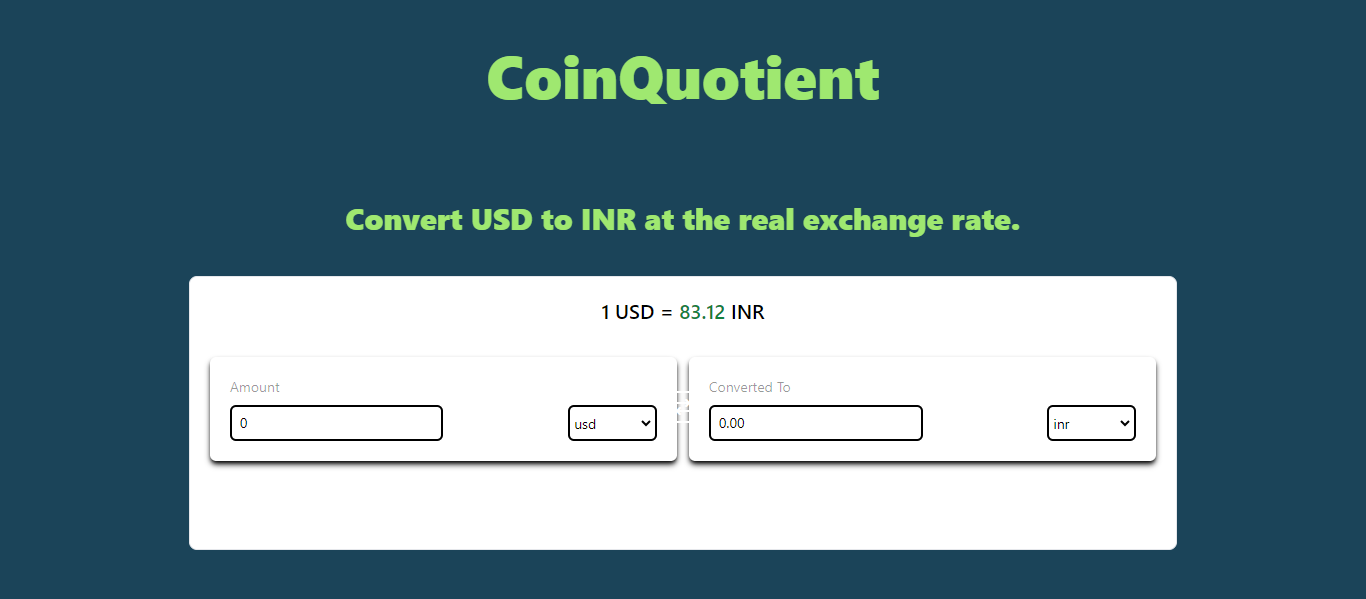 CoinQuotient
Convert USD to INR at the real exchange rate.
1 USD = 83.12 INR
Amount
0
usd
Converted To
0.00
inr